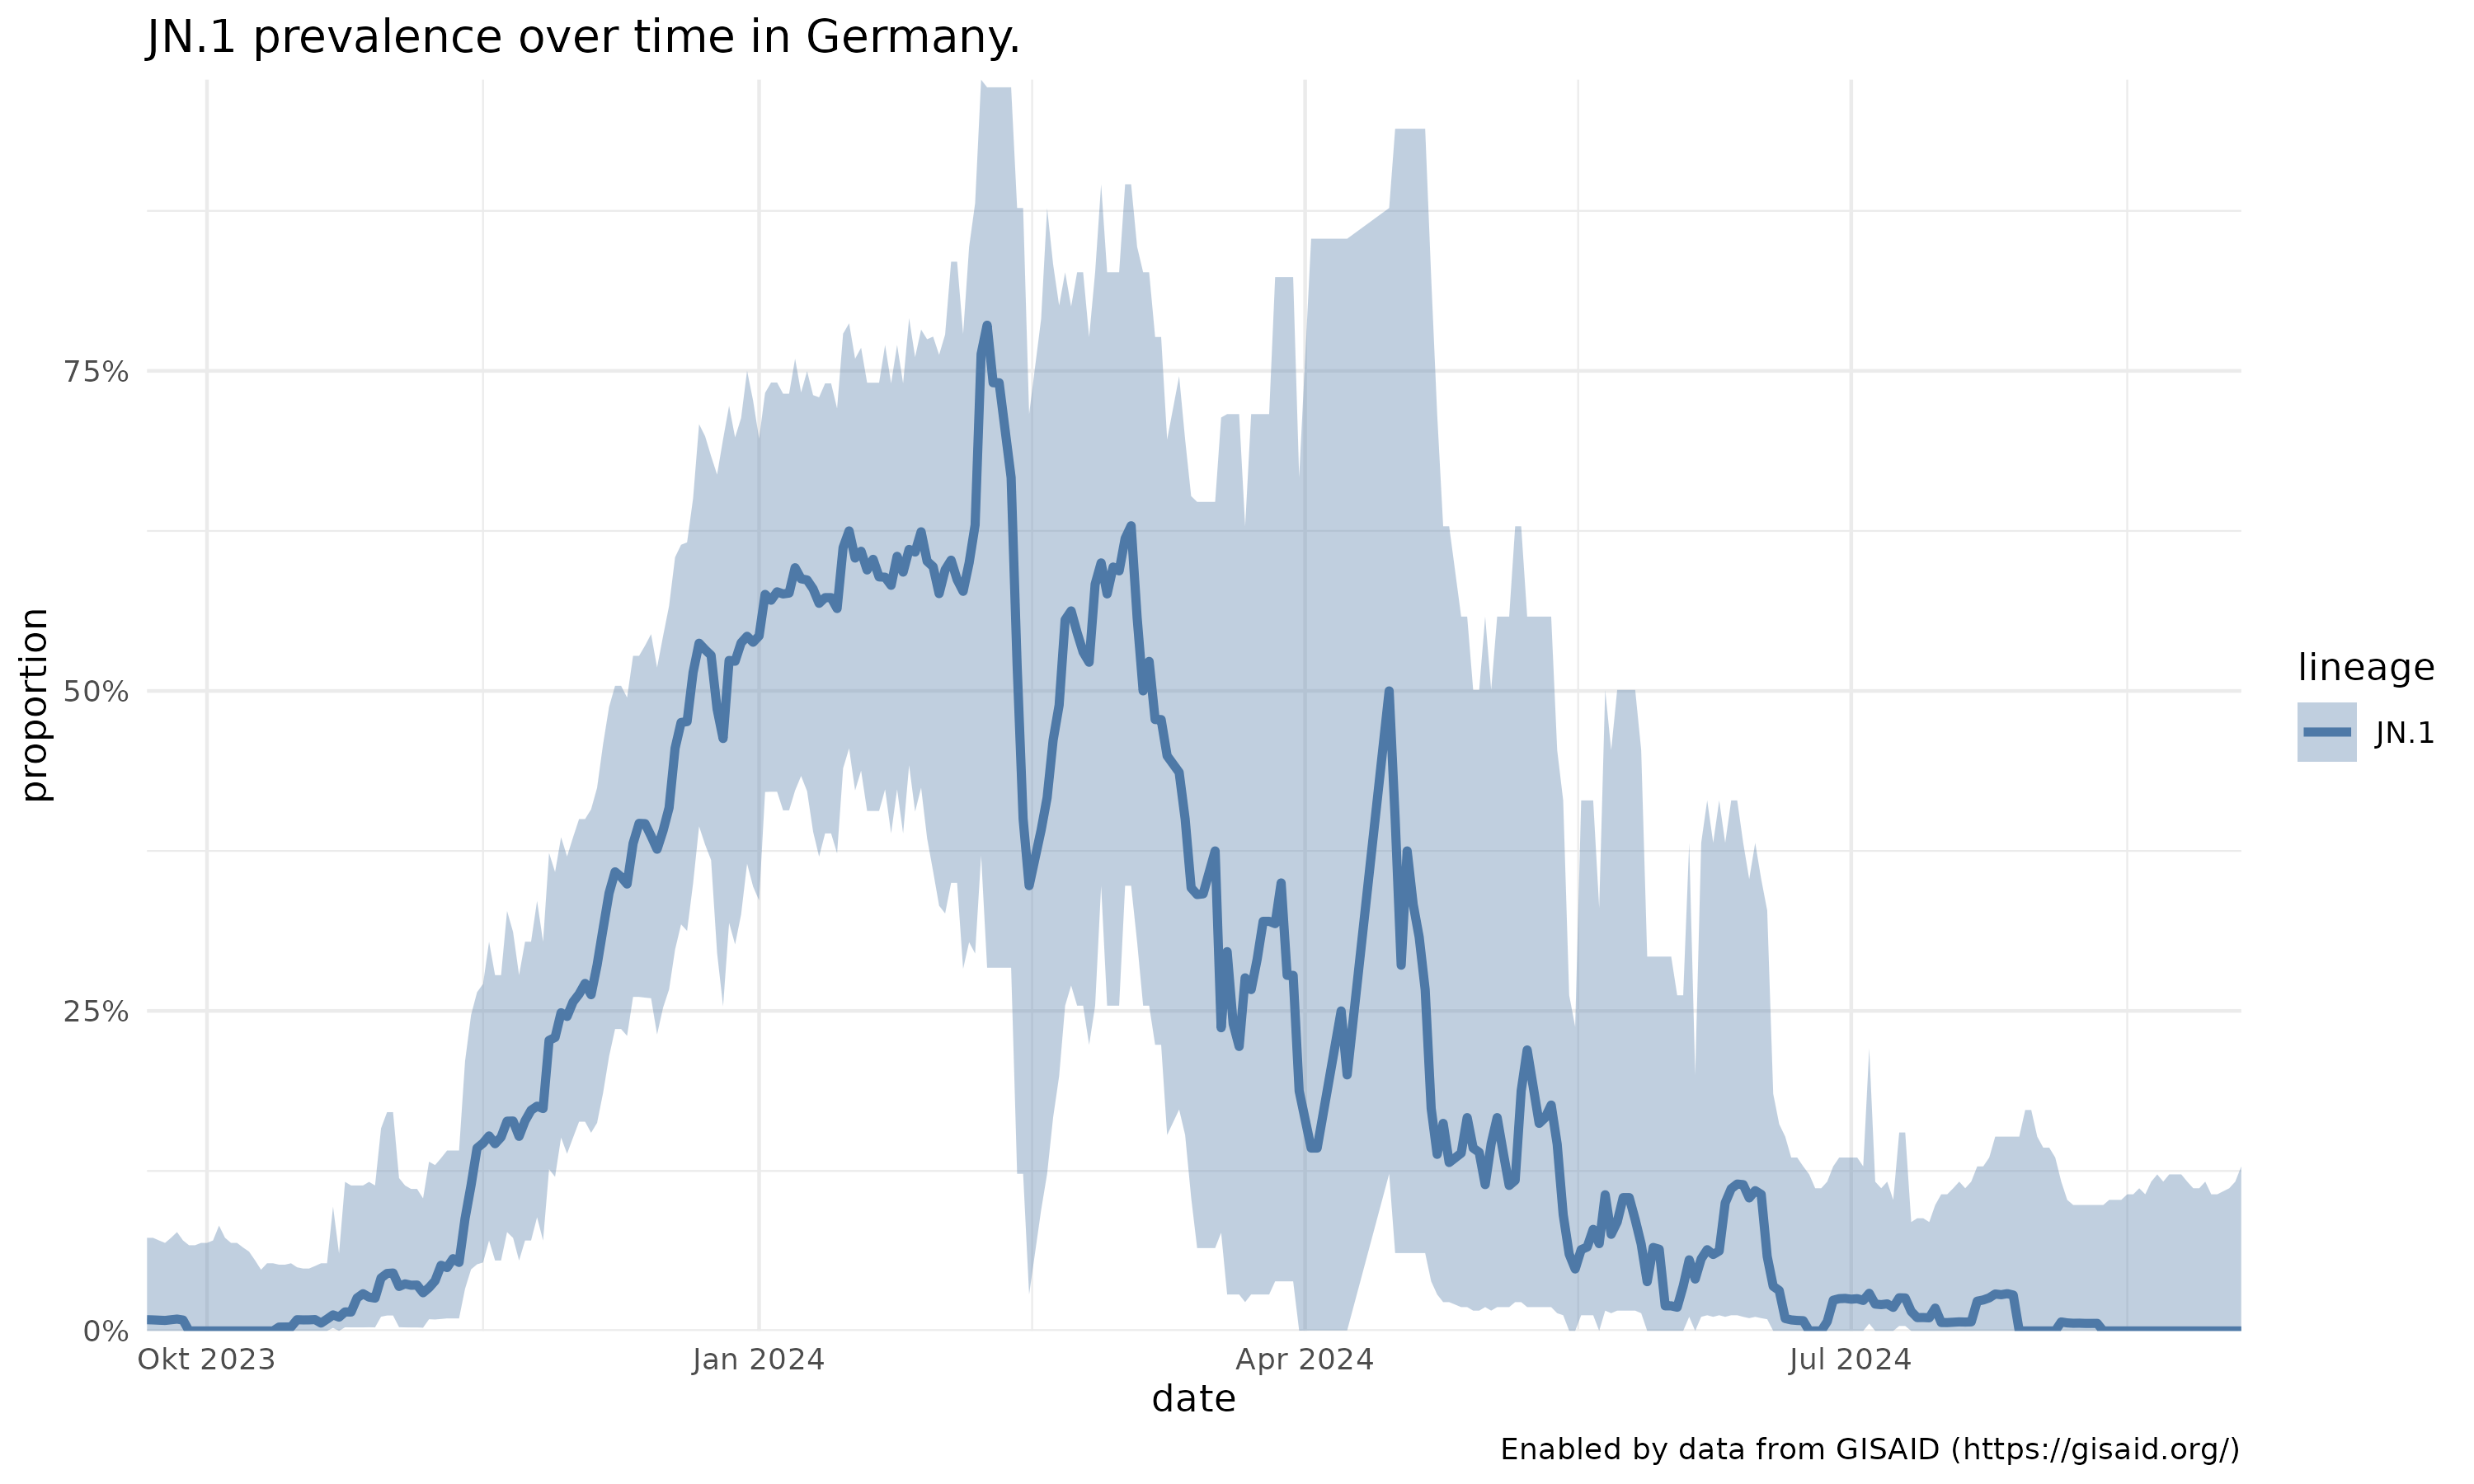 JN.1 prevalence over time in Germany.
proportion
75%
50%
25%
0%
Okt 2023
Jan 2024
Apr 2024
Jul 2024
date
lineage
JN.1
Enabled by data from GISAID (https://gisaid.org/)